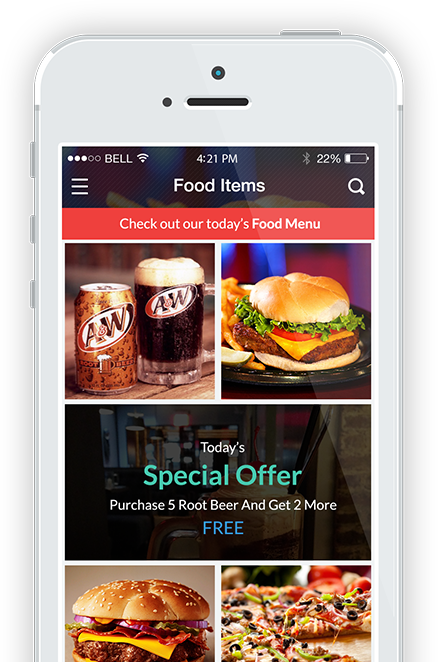 BELL 4:21 PM 22%
Food Items
Check out our today's Food Menu
A&W A&W
Today's
Special Offer
Purchase 5 Root Beer And Get 2 More
FREE